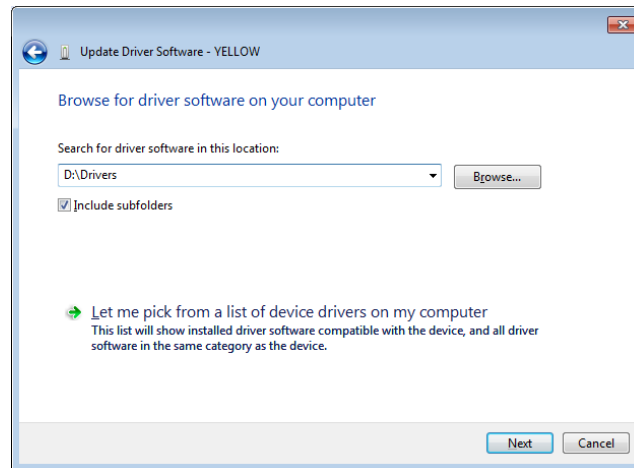 Update Driver Software - YELLOW
Browse for driver software on your computer
Search for driver software in this location:
D:\Drivers
Browse...
Include subfolders
Let me pick from a list of device drivers on my computer
This list will show installed driver software compatible with the device, and all driver
software in the same category as the device.
Next
Cancel